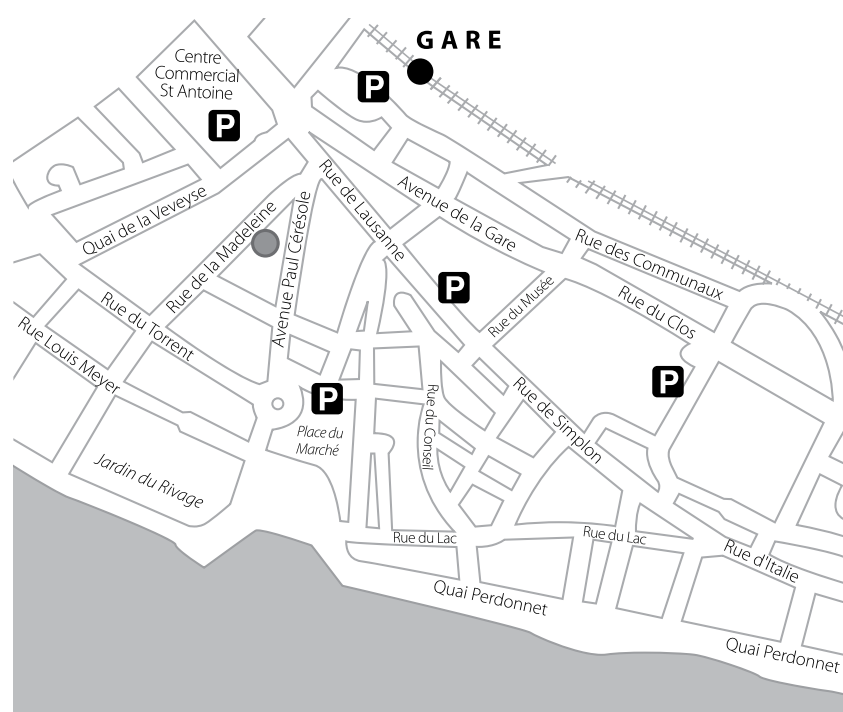 GARE
Centre
Commercial
St Antoine
P
P
Rue de Lausanne
Avenue de la Gare
Quai de la Veveyse
Rue de la Madeleine
Avenue Paul Cérésole
Rue des Communaux
P
Rue du Musée
Rue du Clos
Rue du Torrent
Rue Louis Meyer
P
P
Rue de Simplon
Rue du Conseil
Place du
Marché
Jardin du Rivage
Rue du Lac
Rue du Lac
Rue d'Italie
Quai Perdonnet
Quai Perdonnet